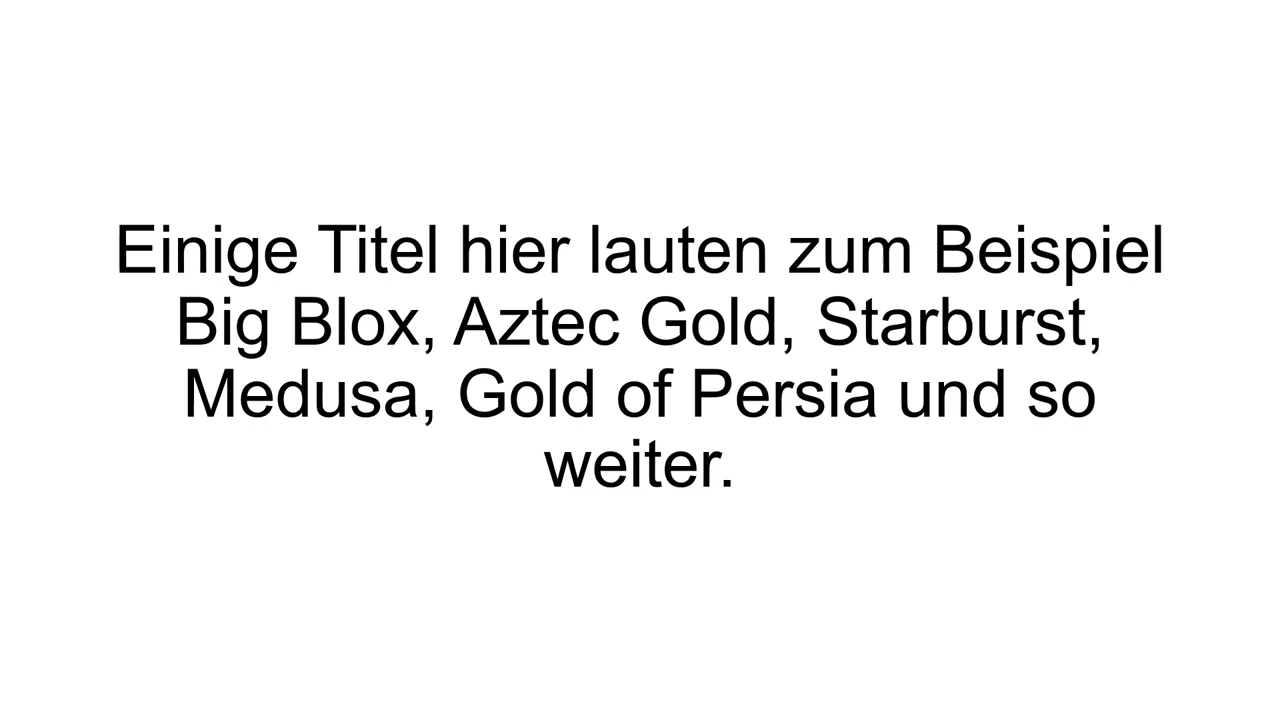 Einige Titel hier lauten zum Beispiel
Big Blox, Aztec Gold, Starburst,
Medusa, Gold of Persia und so
weiter.